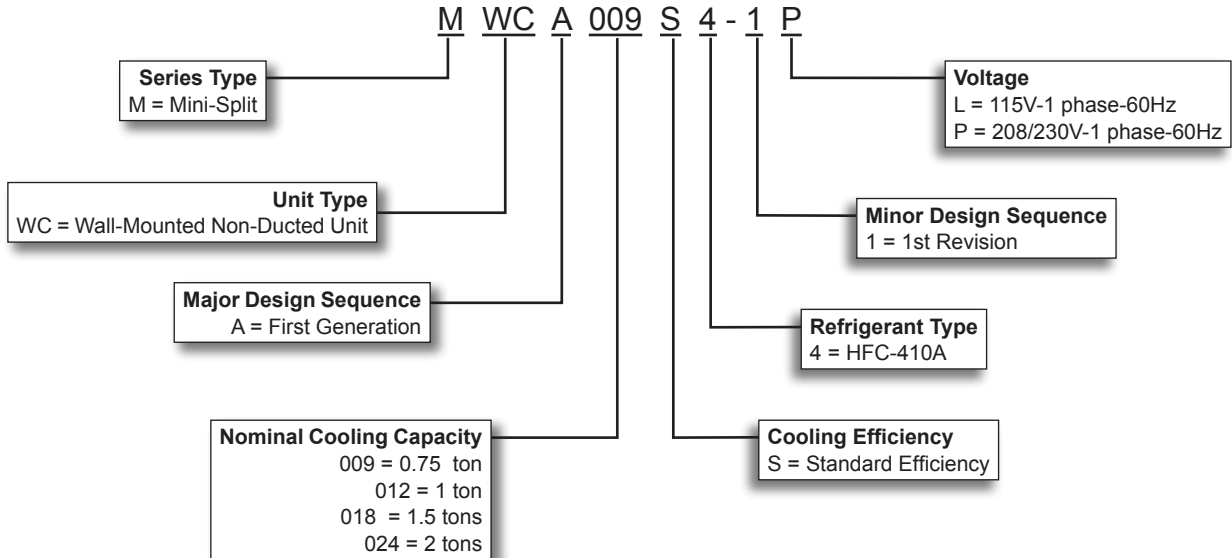 M WC A 009 S 4 - 1 P
Series Type
M = Mini-Split
Voltage
L = 115V-1 phase-60Hz
P = 208/230V-1 phase-60Hz
Unit Type
WC = Wall-Mounted Non-Ducted Unit
Minor Design Sequence
1 = 1st Revision
Major Design Sequence
A = First Generation
Refrigerant Type
4 = HFC-410A
Nominal Cooling Capacity
009 = 0.75 ton
012 = 1 ton
018 = 1.5 tons
024 = 2 tons
Cooling Efficiency
S = Standard Efficiency